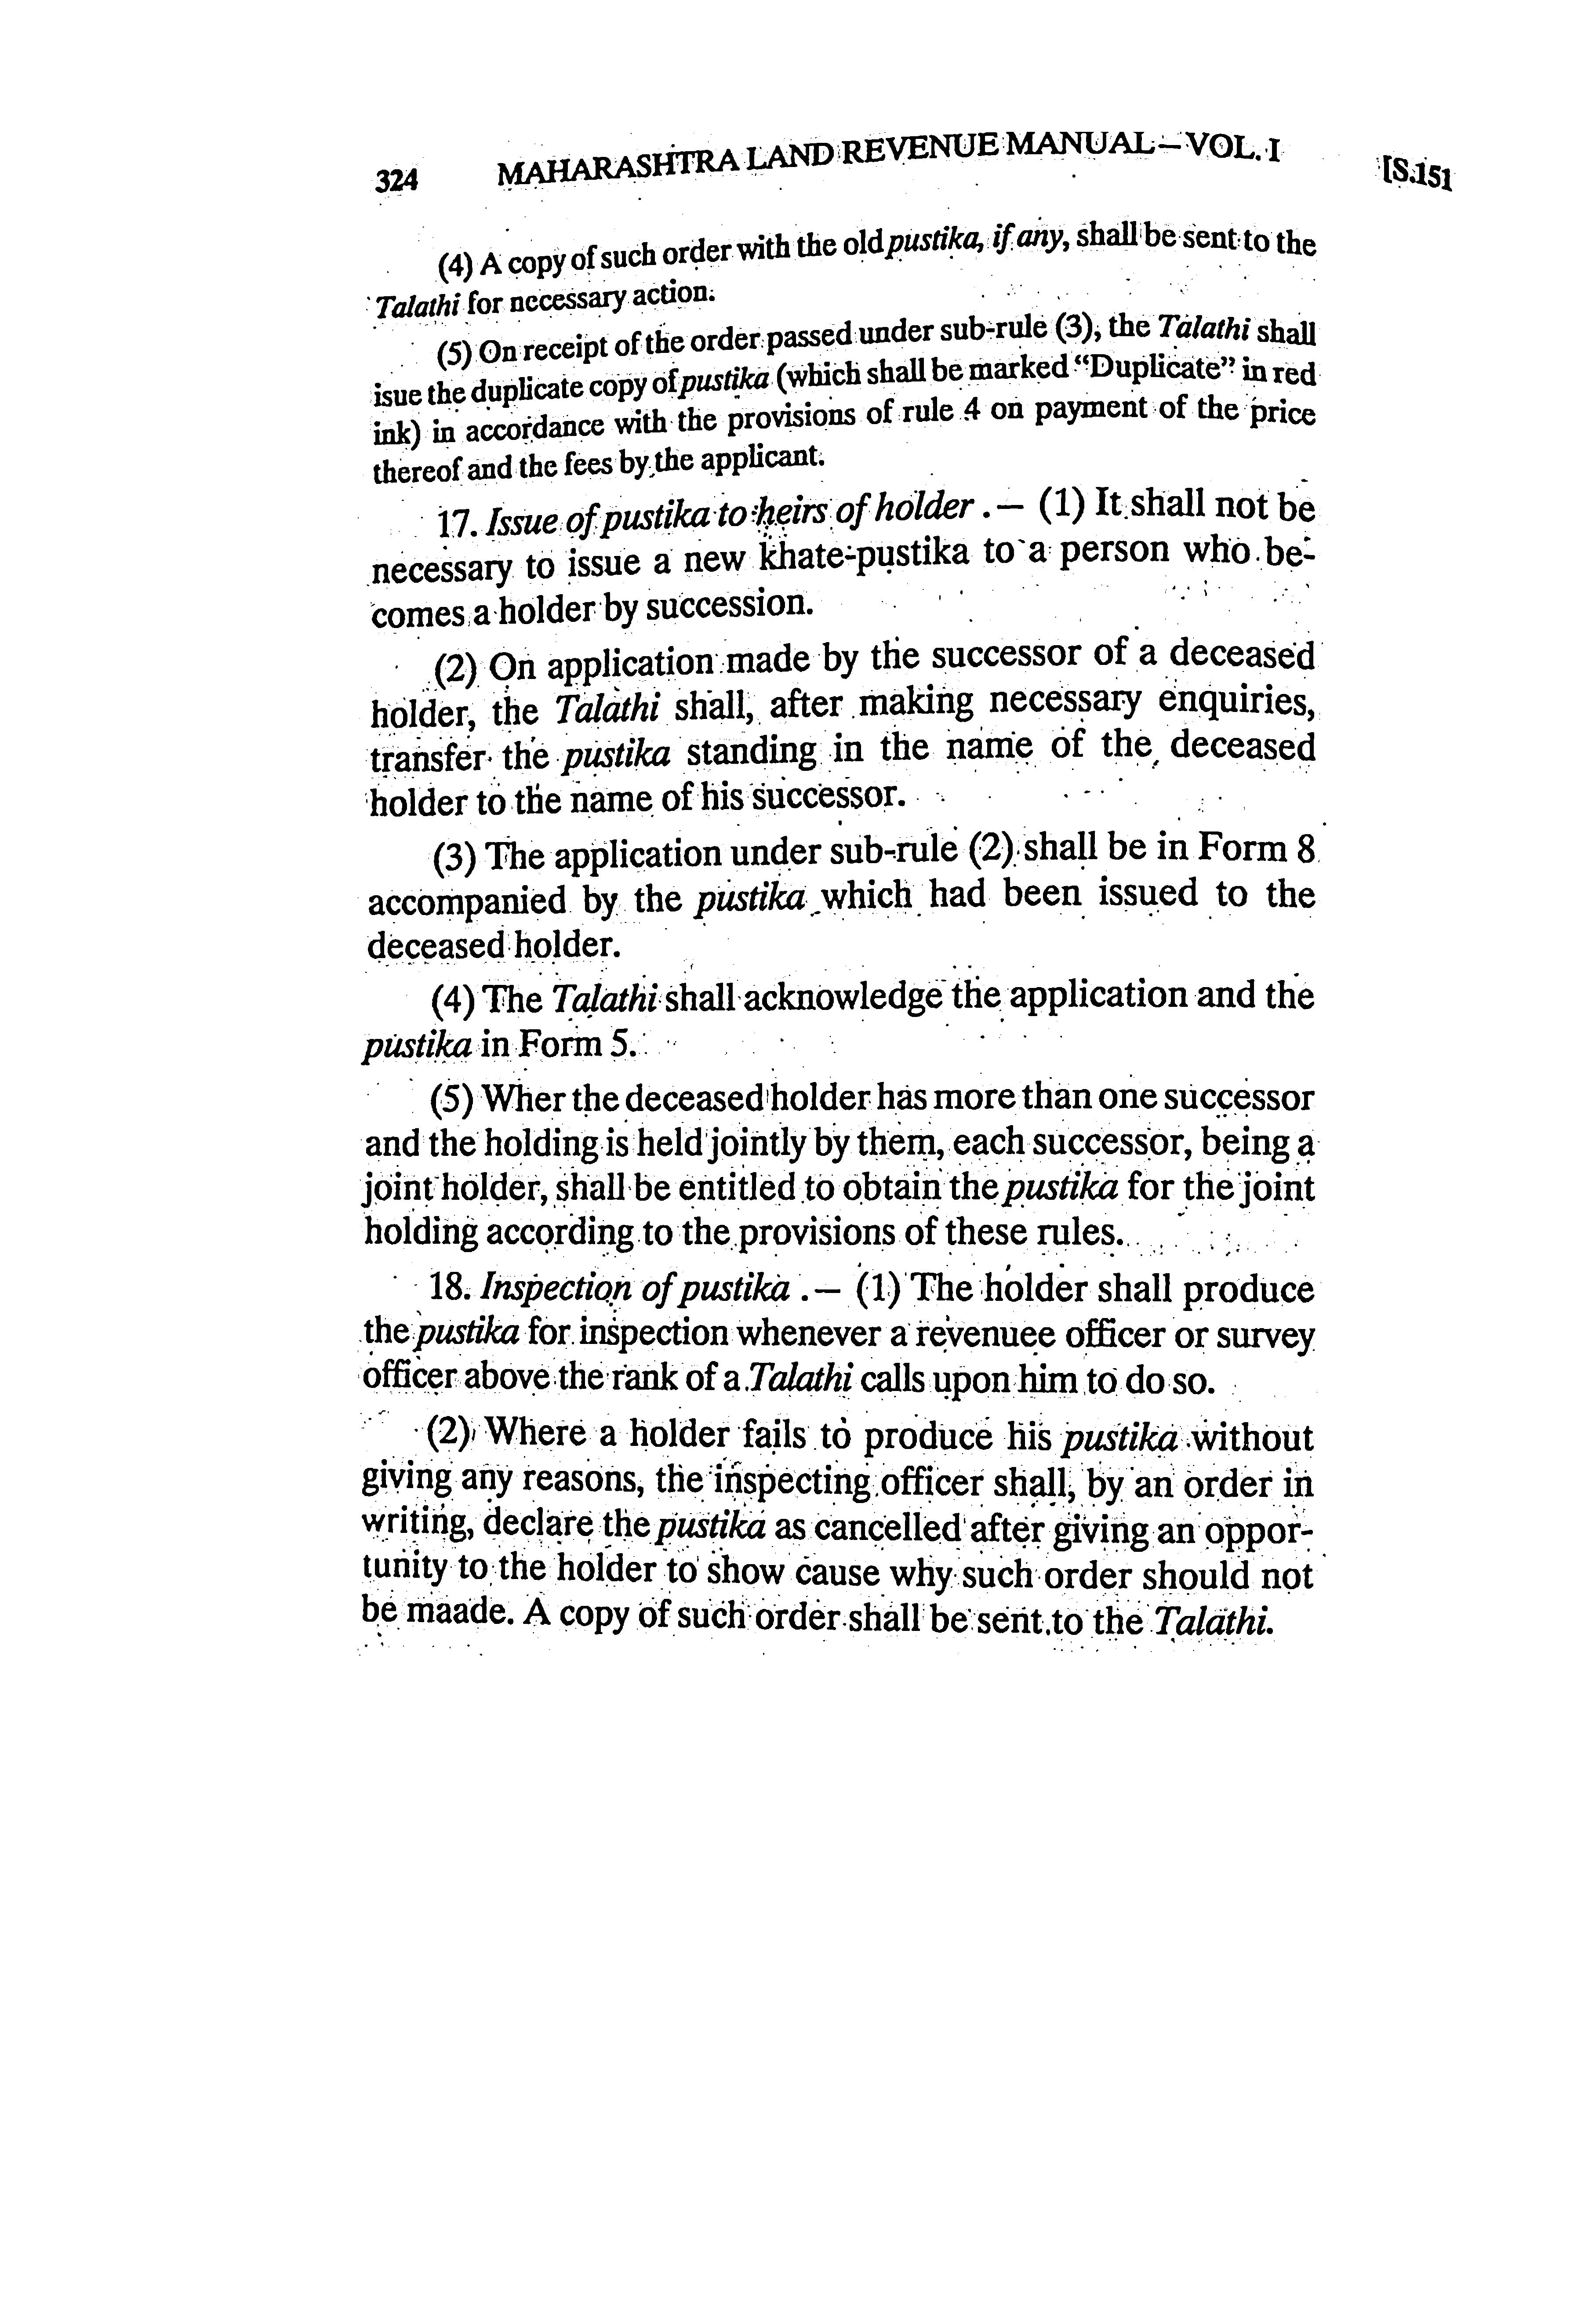 324 MAHARASHTRA LAND REVENUE MANUAL – VOL. I [S.151
(4) A copy of such order with the old pustika, if any, shall be sent to the
Talathi for necessary action.
(5) On receipt of the order passed under sub-rule (3), the Talathi shall
isue the duplicate copy of pustika (which shall be marked "Duplicate" in red
ink) in accordance with the provisions of rule 4 on payment of the price
thereof and the fees by the applicant.
17. Issue of pustika to heirs of holder . – (1) It shall not be
necessary to issue a new khate-pustika to a person who be-
comes a holder by succession.
(2) On application made by the successor of a deceased
holder, the Talathi shall, after making necessary enquiries,
transfer the pustika standing in the name of the deceased
holder to the name of his successor.
(3) The application under sub-rule (2) shall be in Form 8
accompanied by the pustika which had been issued to the
deceased holder.
(4) The Talathi shall acknowledge the application and the
pustika in Form 5.
(5) Wher the deceased holder has more than one successor
and the holding is held jointly by them, each successor, being a
joint holder, shall be entitled to obtain the pustika for the joint
holding according to the provisions of these rules.
18. Inspection of pustika . – (1) The holder shall produce
the pustika for inspection whenever a revenuee officer or survey
officer above the rank of a Talathi calls upon him to do so.
(2) Where a holder fails to produce his pustika without
giving any reasons, the inspecting officer shall, by an order in
writing, declare the pustika as cancelled after giving an oppor-
tunity to the holder to show cause why such order should not
be maade. A copy of such order shall be sent to the Talathi.